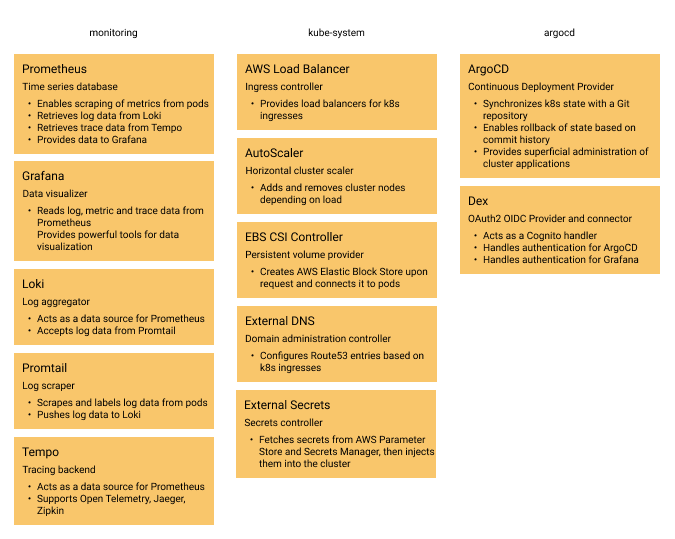 monitoring
Prometheus
Time series database
• Enables scraping of metrics from pods
• Retrieves log data from Loki
• Retrieves trace data from Tempo
• Provides data to Grafana
Grafana
Data visualizer
• Reads log, metric and trace data from
Prometheus
Provides powerful tools for data
visualization
Loki
Log aggregator
• Acts as a data source for Prometheus
• Accepts log data from Promtail
Promtail
Log scraper
• Scrapes and labels log data from pods
• Pushes log data to Loki
Tempo
Tracing backend
• Acts as a data source for Prometheus
• Supports Open Telemetry, Jaeger,
Zipkin
kube-system
AWS Load Balancer
Ingress controller
• Provides load balancers for k8s
ingresses
AutoScaler
Horizontal cluster scaler
• Adds and removes cluster nodes
depending on load
EBS CSI Controller
Persistent volume provider
• Creates AWS Elastic Block Store upon
request and connects it to pods
External DNS
Domain administration controller
• Configures Route53 entries based on
k8s ingresses
External Secrets
Secrets controller
• Fetches secrets from AWS Parameter
Store and Secrets Manager, then injects
them into the cluster
argocd
ArgoCD
Continuous Deployment Provider
• Synchronizes k8s state with a Git
repository
• Enables rollback of state based on
commit history
• Provides superficial administration of
cluster applications
Dex
OAuth2 OIDC Provider and connector
• Acts as a Cognito handler
• Handles authentication for ArgoCD
• Handles authentication for Grafana